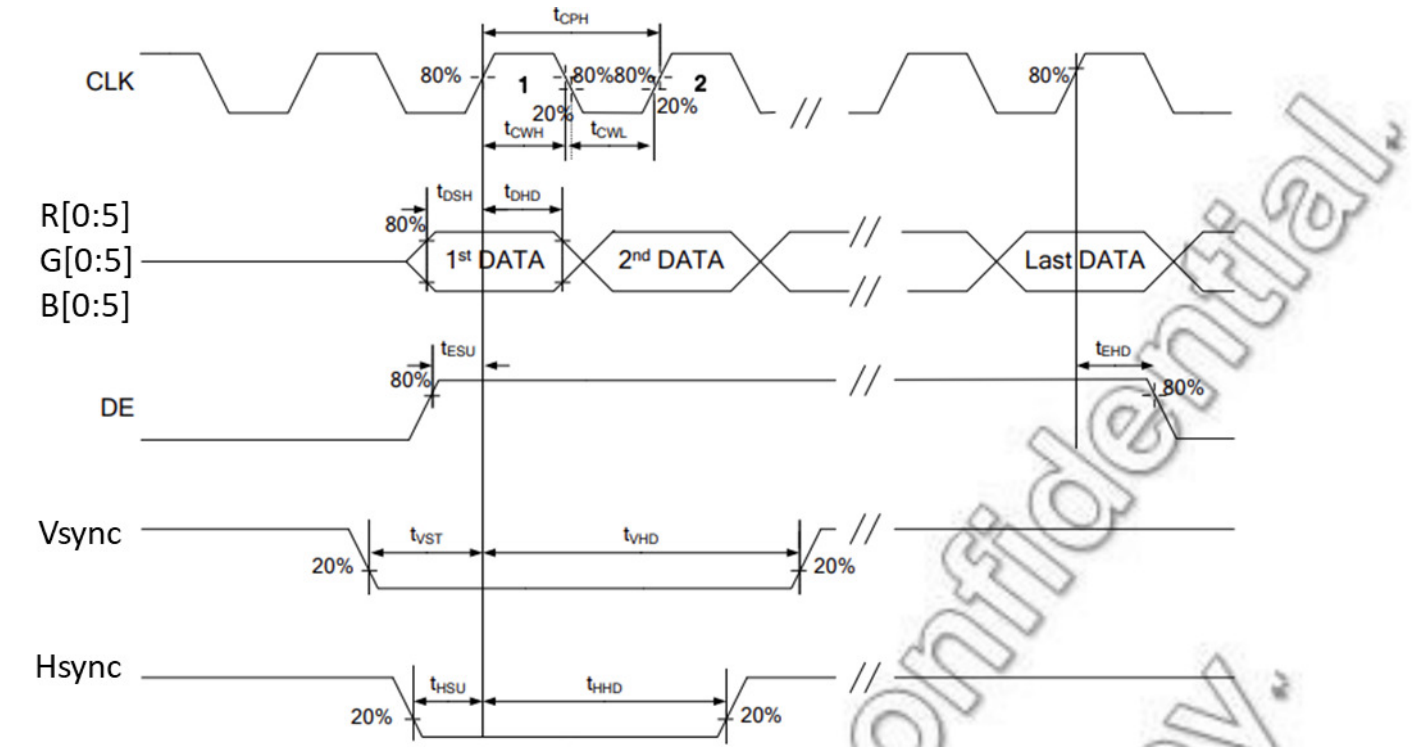 tCPH
CLK
80%
1
80%80%
2
20%
20%
80%
tCWH
tCWL
tDSH
tDHD
R[0:5]
80%
G[0:5]
1st DATA
2nd DATA
Last DATA
B[0:5]
tESU
tEHD
80%
80%
DE
Vsync
tVST
tVHD
20%
20%
Hsync
tHSU
tHHD
20%
20%
onfidential.
y.